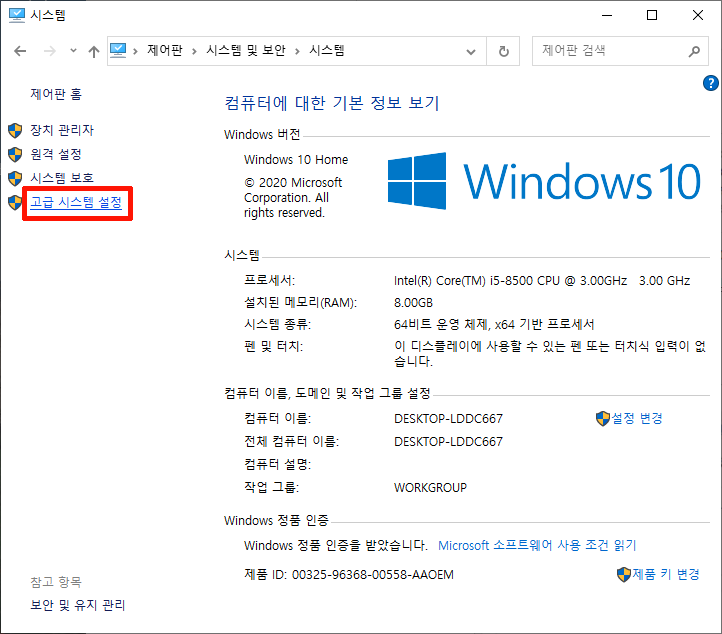 시스템
제어판 › 시스템 및 보안 › 시스템
제어판 검색
제어판 홈
장치 관리자
원격 설정
시스템 보호
고급 시스템 설정
참고 항목
보안 및 유지 관리
?
컴퓨터에 대한 기본 정보 보기
Windows 버전
Windows 10 Home
© 2020 Microsoft
Corporation. All
rights reserved.
Windows 10
시스템
프로세서: Intel(R) Core(TM) i5-8500 CPU @ 3.00GHz 3.00 GHz
설치된 메모리(RAM): 8.00GB
시스템 종류: 64비트 운영 체제, x64 기반 프로세서
펜 및 터치: 이 디스플레이에 사용할 수 있는 펜 또는 터치식 입력이 없
습니다.
컴퓨터 이름, 도메인 및 작업 그룹 설정
컴퓨터 이름: DESKTOP-LDDC667 설정 변경
전체 컴퓨터 이름: DESKTOP-LDDC667
컴퓨터 설명:
작업 그룹: WORKGROUP
Windows 정품 인증
Windows 정품 인증을 받았습니다. Microsoft 소프트웨어 사용 조건 읽기
제품 ID: 00325-96368-00558-AAOEM 제품 키 변경